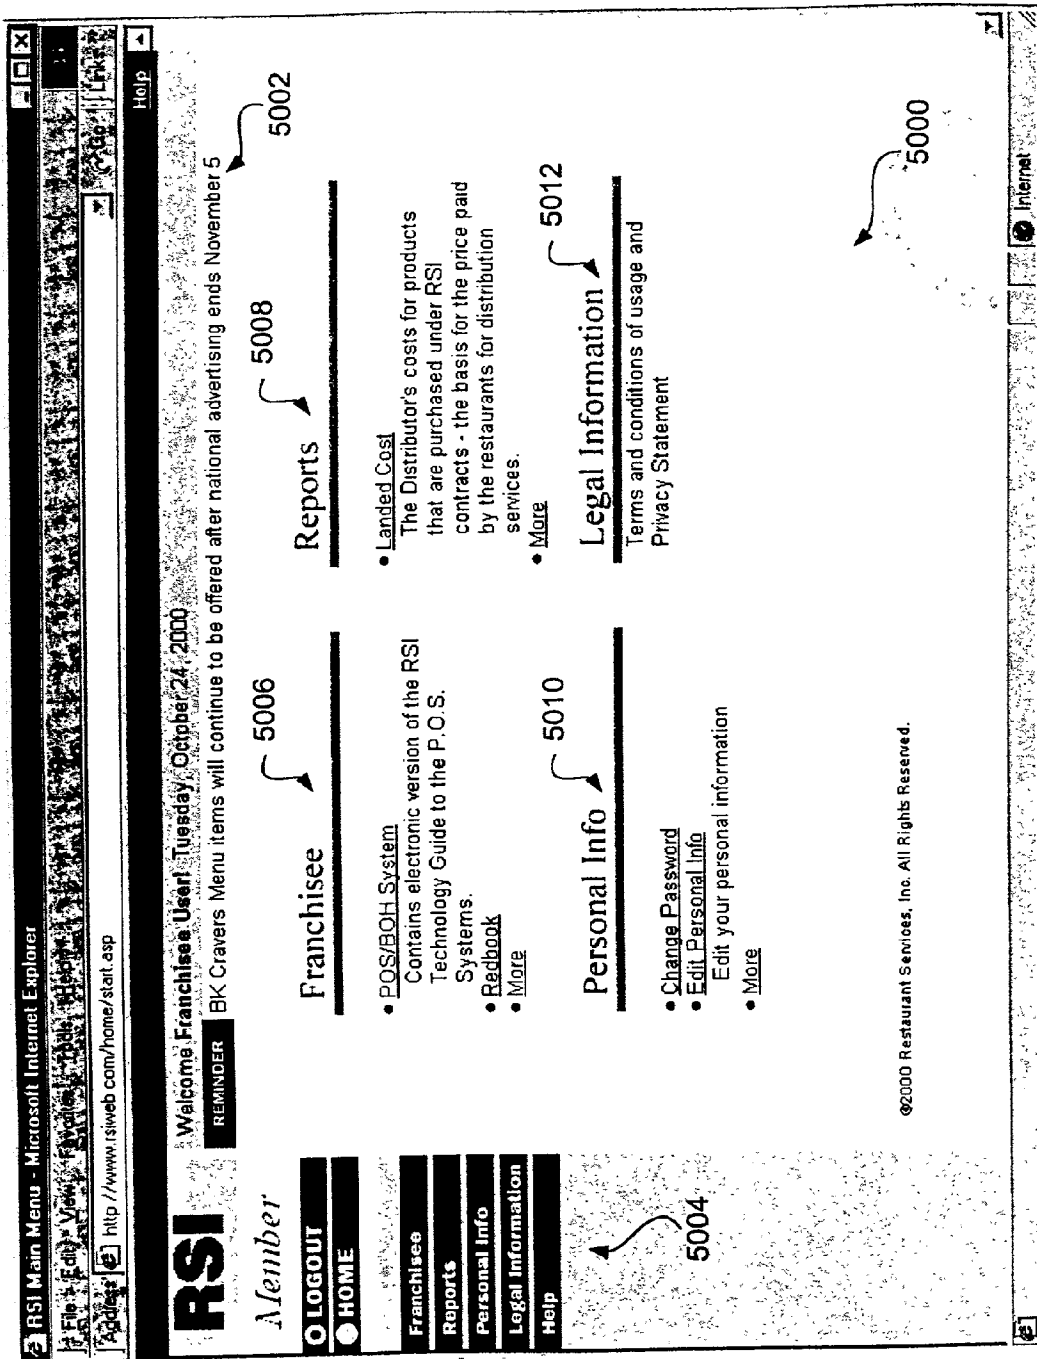 RSI Main Menu - Microsoft Internet Explorer
File Edit View Favorites Tools Help
Address http://www.rsiweb.com/home/start.asp
Go Links
Help
RSI
Member
LOGOUT
HOME
Franchisee
Reports
Personal Info
Legal Information
Help
5004
Welcome Franchisee User! Tuesday, October 24, 2000
REMINDER BK Cravers Menu items will continue to be offered after national advertising ends November 5
5002
Franchisee
5006
• POS/BOH System
Contains electronic version of the RSI
Technology Guide to the P.O.S.
Systems.
• Redbook
• More
Reports
5008
• Landed Cost
The Distributor's costs for products
that are purchased under RSI
contracts - the basis for the price paid
by the restaurants for distribution
services.
• More
Personal Info
5010
• Change Password
• Edit Personal Info
Edit your personal information
• More
Legal Information
5012
Terms and conditions of usage and
Privacy Statement
5000
©2000 Restaurant Services, Inc. All Rights Reserved.
Internet